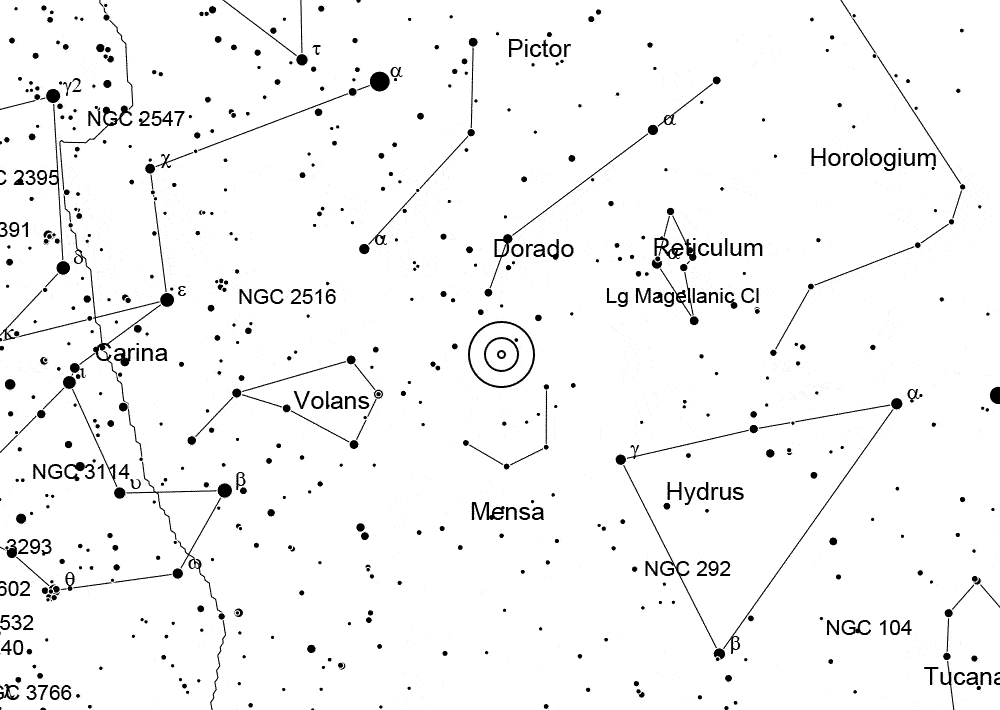 Pictor
τ
α
γ2
NGC 2547
α
χ
Horologium
C 2395
391
α
Dorado
Reticulum
α
δ
ε
NGC 2516
Lg Magellanic Cl
κ
Carina
ι
Volans
α
γ
NGC 3114
υ
β
Hydrus
Mensa
3293
ω
θ
NGC 292
602
532
NGC 104
40
β
Tucana
λ
GC 3766